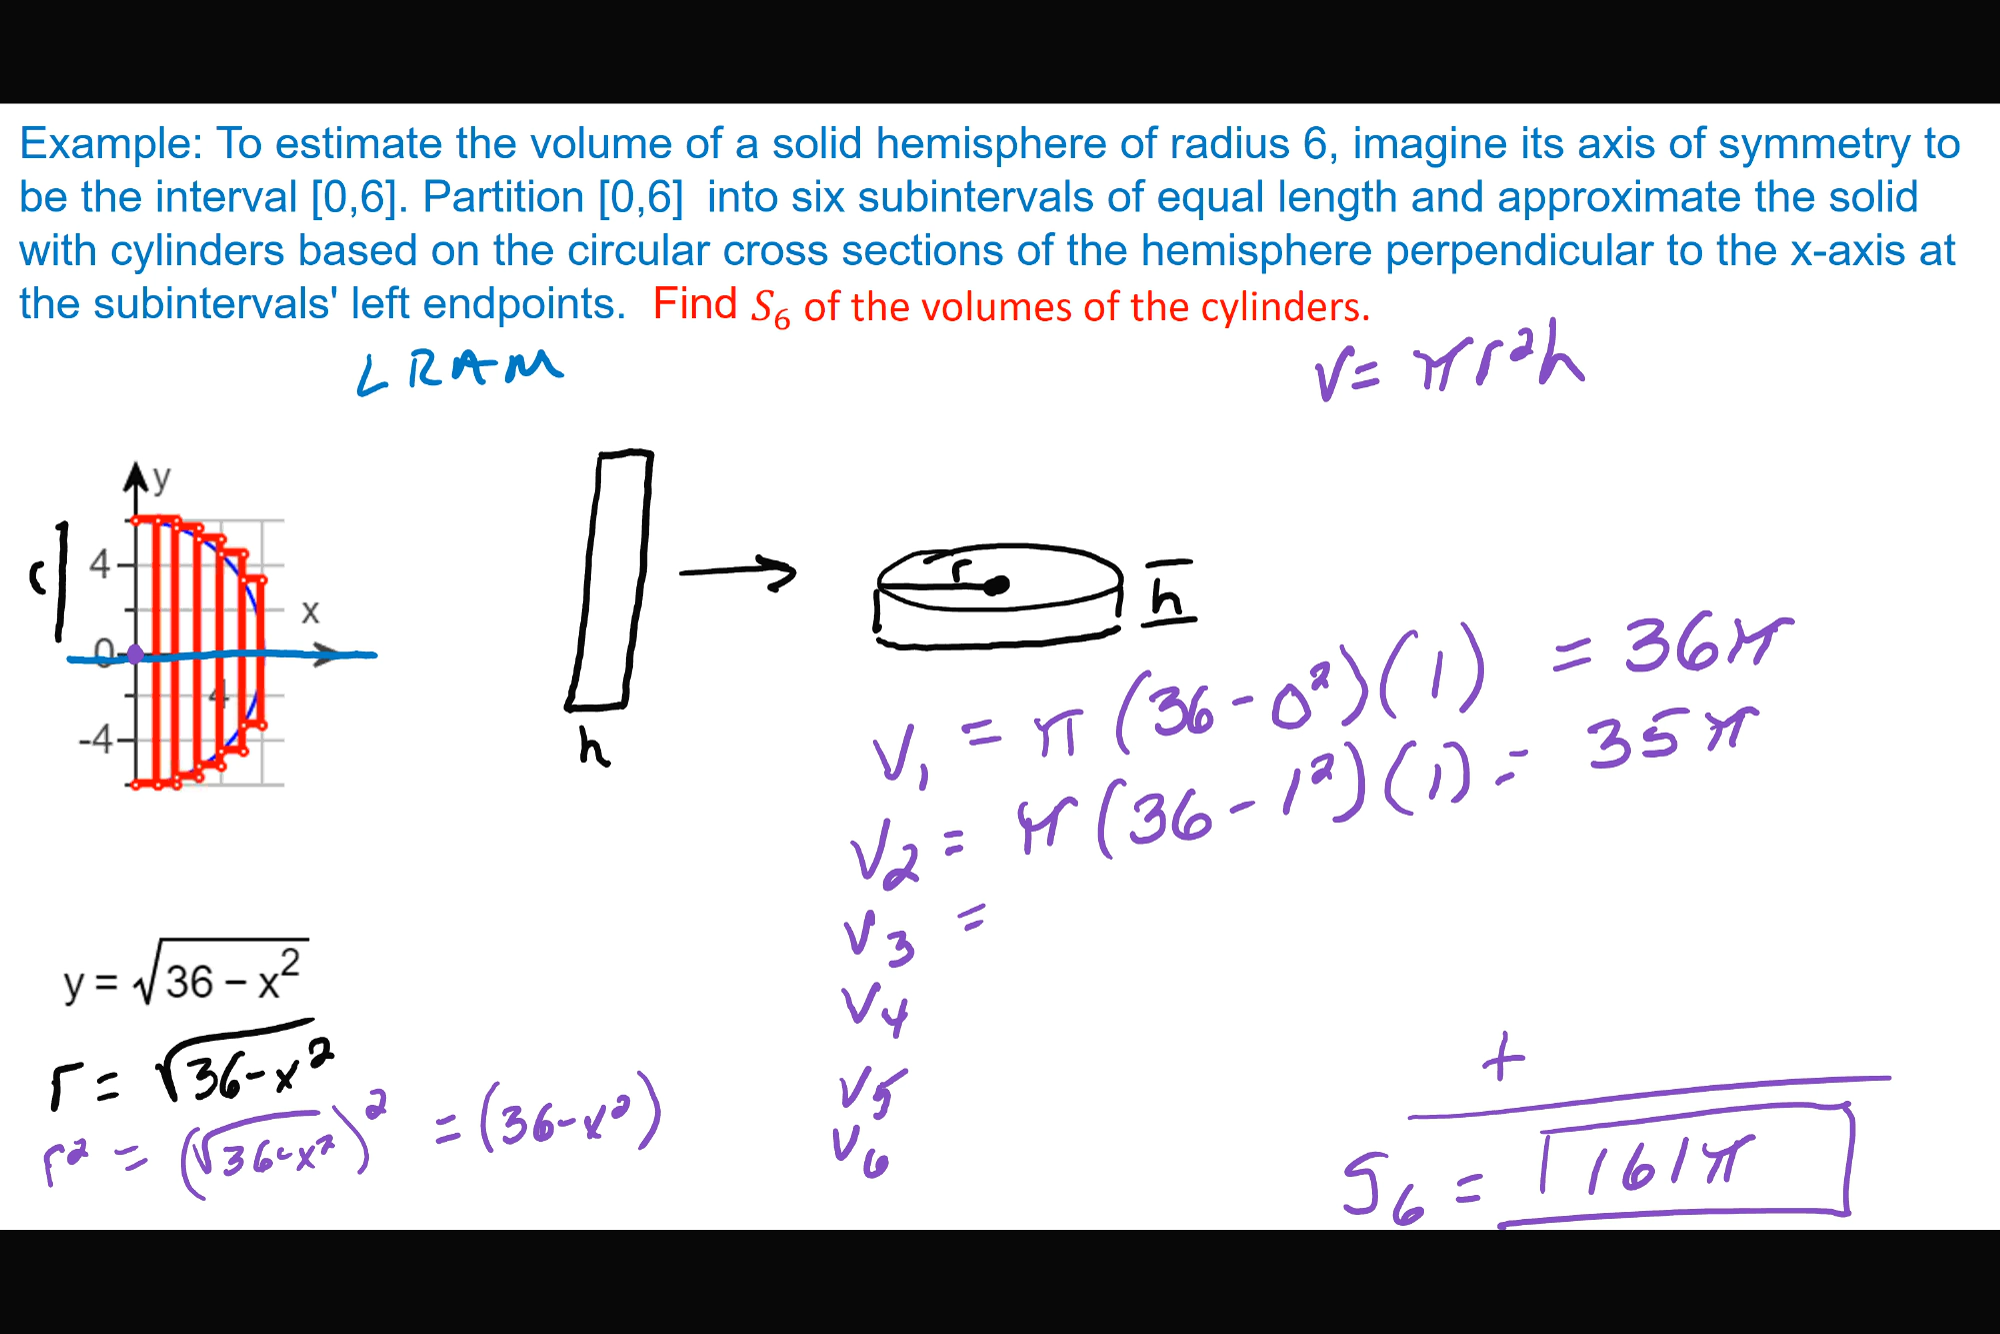 Example: To estimate the volume of a solid hemisphere of radius 6, imagine its axis of symmetry to
be the interval [0,6]. Partition [0,6] into six subintervals of equal length and approximate the solid
with cylinders based on the circular cross sections of the hemisphere perpendicular to the x-axis at
the subintervals' left endpoints. Find S₆ of the volumes of the cylinders.
LRAM
V = πr²h
y
4
r
x
0
4
-4
h
r
h
V₁ = π(36-0²)(1) = 36π
V₂ = π(36-1²)(1) = 35π
V₃ =
V₄
V₅
V₆
y = √36 – x²
r = √36-x²
r² = (√36-x²)² = (36-x²)
+
S₆ = 161π